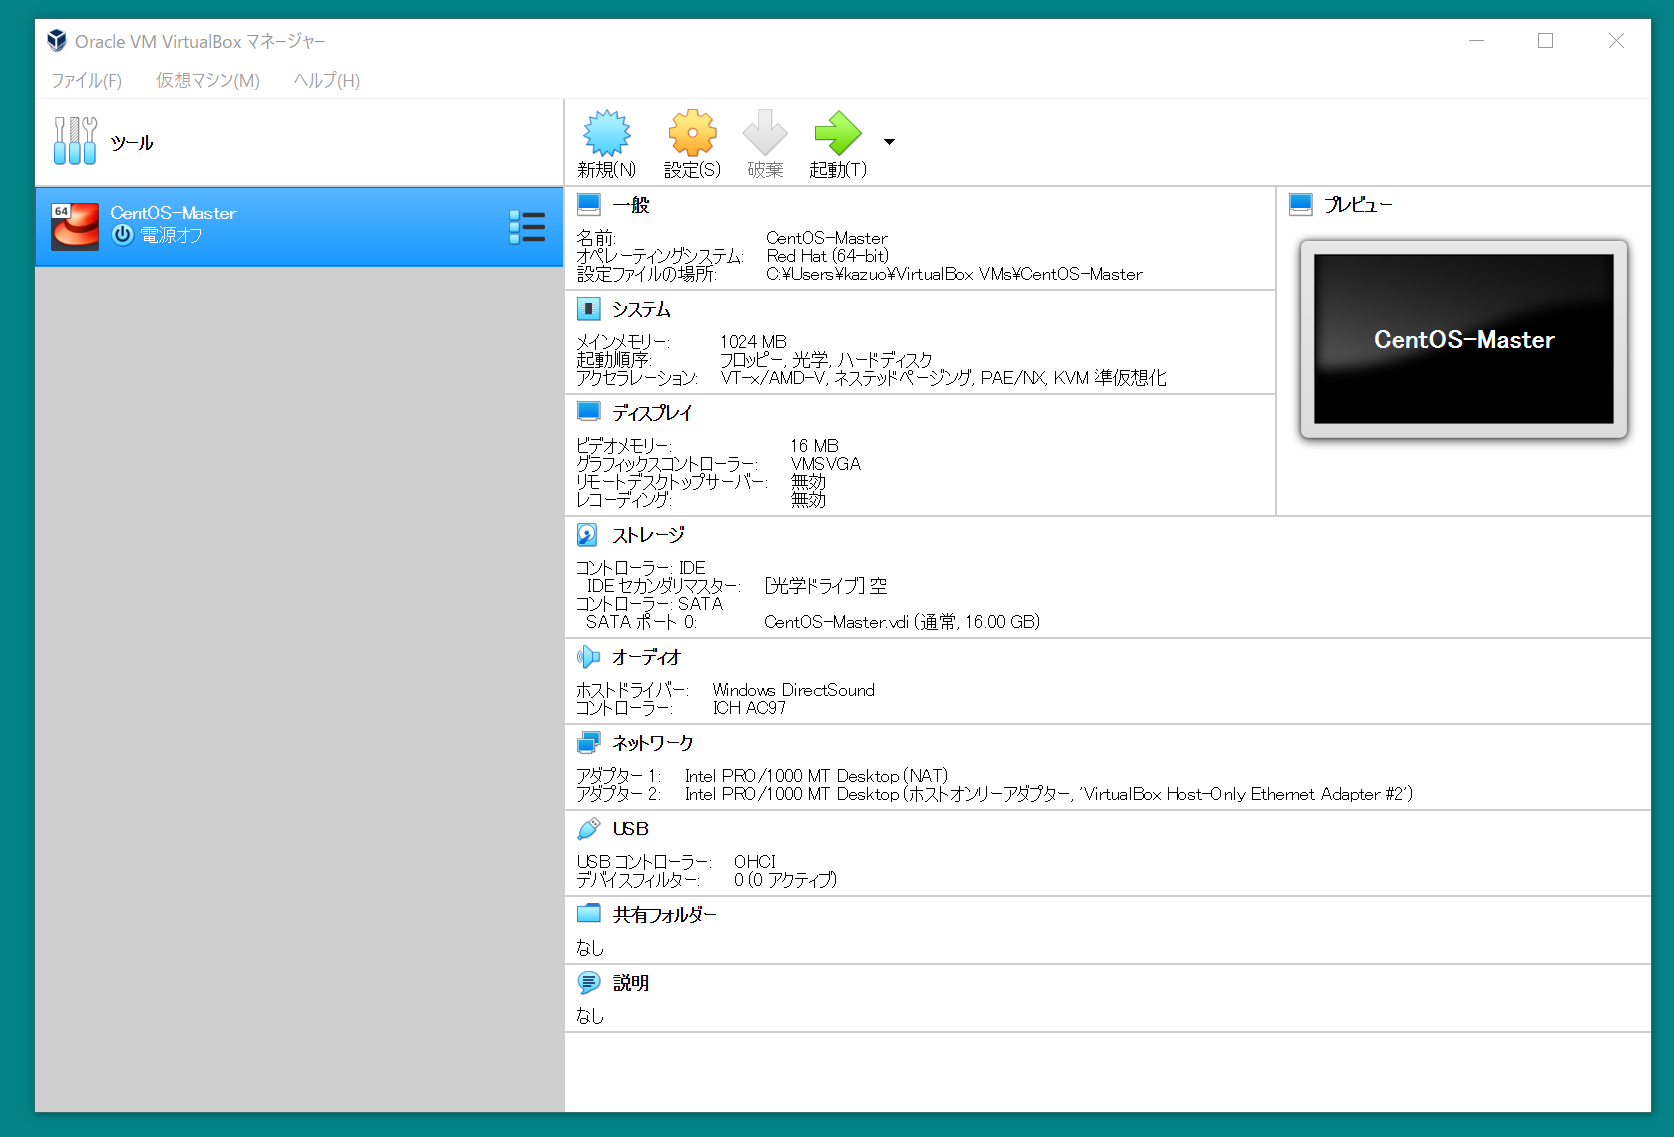 Oracle VM VirtualBox マネージャー
ファイル(F) 仮想マシン(M) ヘルプ(H)
ツール
新規(N) 設定(S) 破棄 起動(T)
64
CentOS-Master
電源オフ
一般
名前: CentOS-Master
オペレーティングシステム: Red Hat (64-bit)
設定ファイルの場所: C:¥Users¥kazuo¥VirtualBox VMs¥CentOS-Master
システム
メインメモリー: 1024 MB
起動順序: フロッピー, 光学, ハードディスク
アクセラレーション: VT-x/AMD-V, ネステッドページング, PAE/NX, KVM 準仮想化
ディスプレイ
ビデオメモリー: 16 MB
グラフィックスコントローラー: VMSVGA
リモートデスクトップサーバー: 無効
レコーディング: 無効
プレビュー
CentOS-Master
ストレージ
コントローラー: IDE
IDE セカンダリマスター: [光学ドライブ] 空
コントローラー: SATA
SATA ポート 0: CentOS-Master.vdi (通常, 16.00 GB)
オーディオ
ホストドライバー: Windows DirectSound
コントローラー: ICH AC97
ネットワーク
アダプター 1: Intel PRO/1000 MT Desktop (NAT)
アダプター 2: Intel PRO/1000 MT Desktop (ホストオンリーアダプター, 'VirtualBox Host-Only Ethernet Adapter #2')
USB
USB コントローラー: OHCI
デバイスフィルター: 0 (0 アクティブ)
共有フォルダー
なし
説明
なし